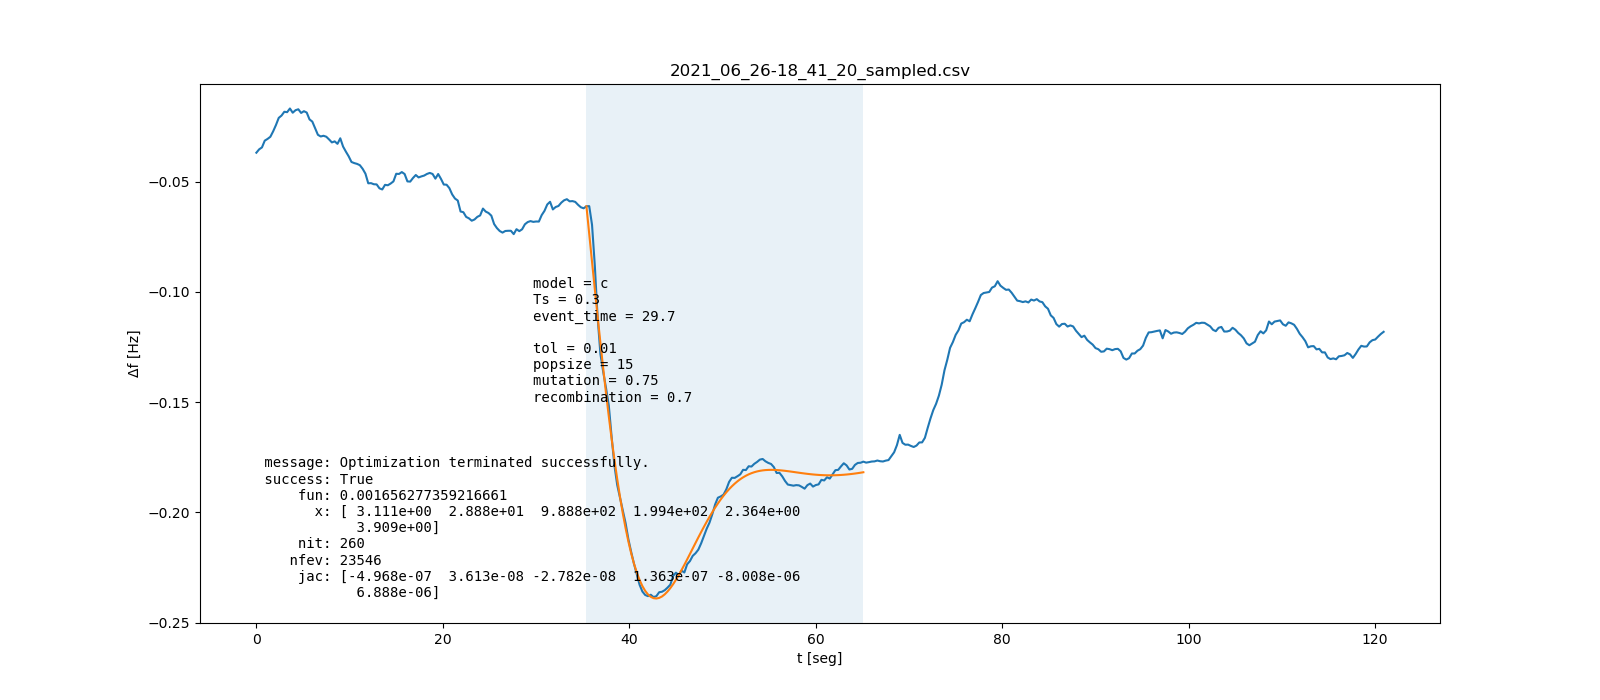 2021_06_26-18_41_20_sampled.csv
Δf [Hz]
−0.05
−0.10
−0.15
−0.20
−0.25
model = c
Ts = 0.3
event_time = 29.7
tol = 0.01
popsize = 15
mutation = 0.75
recombination = 0.7
message: Optimization terminated successfully.
success: True
fun: 0.001656277359216661
x: [ 3.111e+00  2.888e+01  9.888e+02  1.994e+02  2.364e+00
3.909e+00]
nit: 260
nfev: 23546
jac: [-4.968e-07  3.613e-08 -2.782e-08  1.363e-07 -8.008e-06
6.888e-06]
0 20 40 60 80 100 120
t [seg]